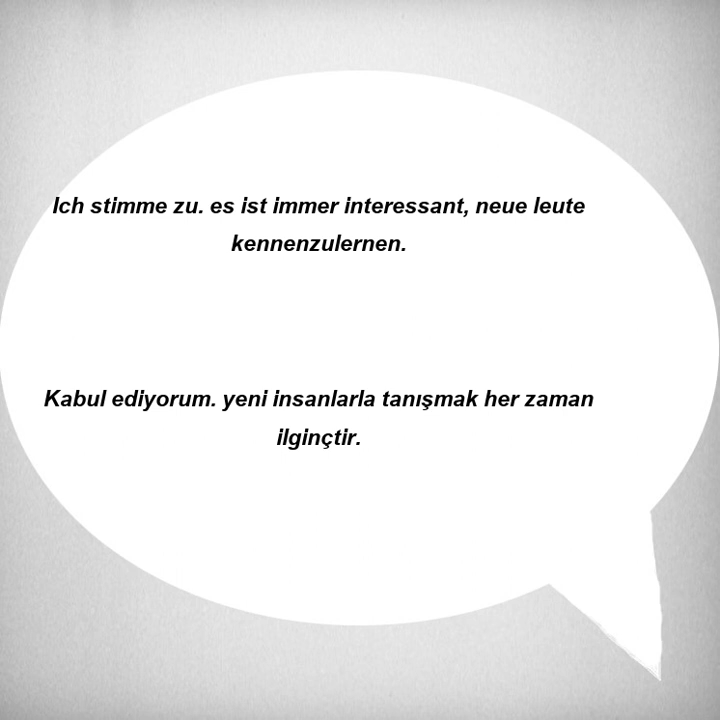 Ich stimme zu. es ist immer interessant, neue leute
kennenzulernen.
Kabul ediyorum. yeni insanlarla tanışmak her zaman
ilginçtir.